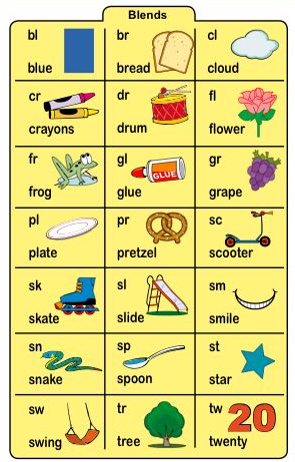 Blends
bl
blue
br
bread
cl
cloud
cr
crayons
dr
drum
fl
flower
fr
frog
gl
GLUE
glue
gr
grape
pl
plate
pr
pretzel
sc
scooter
sk
skate
sl
slide
sm
smile
sn
snake
sp
spoon
st
star
sw
swing
tr
tree
tw
20
twenty